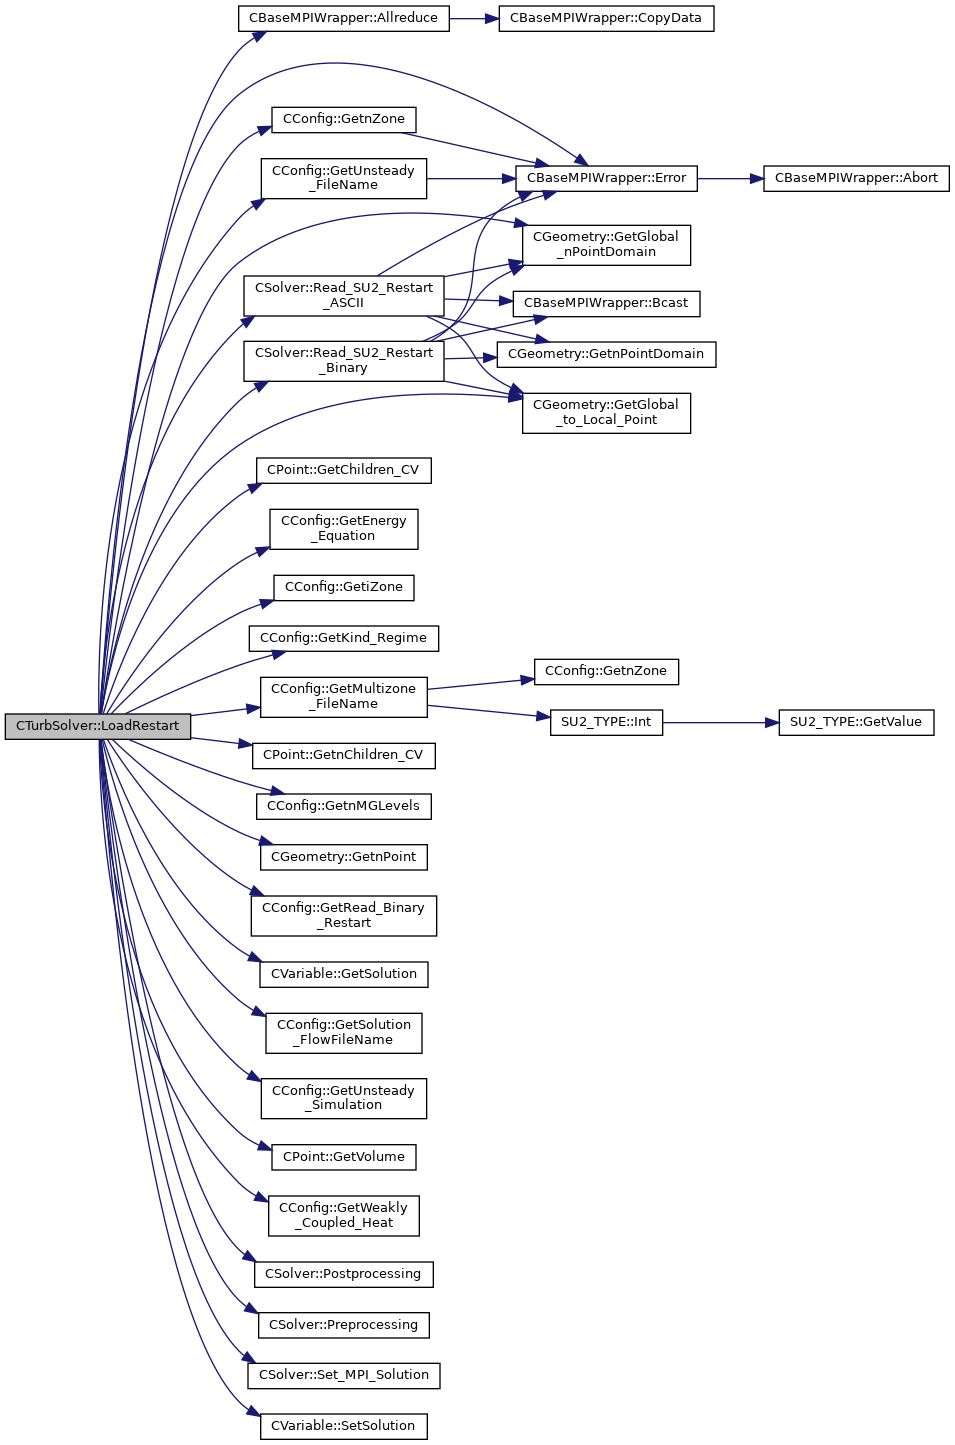 CBaseMPIWrapper::Allreduce
CBaseMPIWrapper::CopyData
CConfig::GetnZone
CConfig::GetUnsteady
_FileName
CBaseMPIWrapper::Error
CBaseMPIWrapper::Abort
CGeometry::GetGlobal
_nPointDomain
CSolver::Read_SU2_Restart
_ASCII
CBaseMPIWrapper::Bcast
CSolver::Read_SU2_Restart
_Binary
CGeometry::GetnPointDomain
CGeometry::GetGlobal
_to_Local_Point
CPoint::GetChildren_CV
CConfig::GetEnergy
_Equation
CConfig::GetiZone
CConfig::GetKind_Regime
CConfig::GetMultizone
_FileName
CConfig::GetnZone
SU2_TYPE::Int
SU2_TYPE::GetValue
CTurbSolver::LoadRestart
CPoint::GetnChildren_CV
CConfig::GetnMGLevels
CGeometry::GetnPoint
CConfig::GetRead_Binary
_Restart
CVariable::GetSolution
CConfig::GetSolution
_FlowFileName
CConfig::GetUnsteady
_Simulation
CPoint::GetVolume
CConfig::GetWeakly
_Coupled_Heat
CSolver::Postprocessing
CSolver::Preprocessing
CSolver::Set_MPI_Solution
CVariable::SetSolution